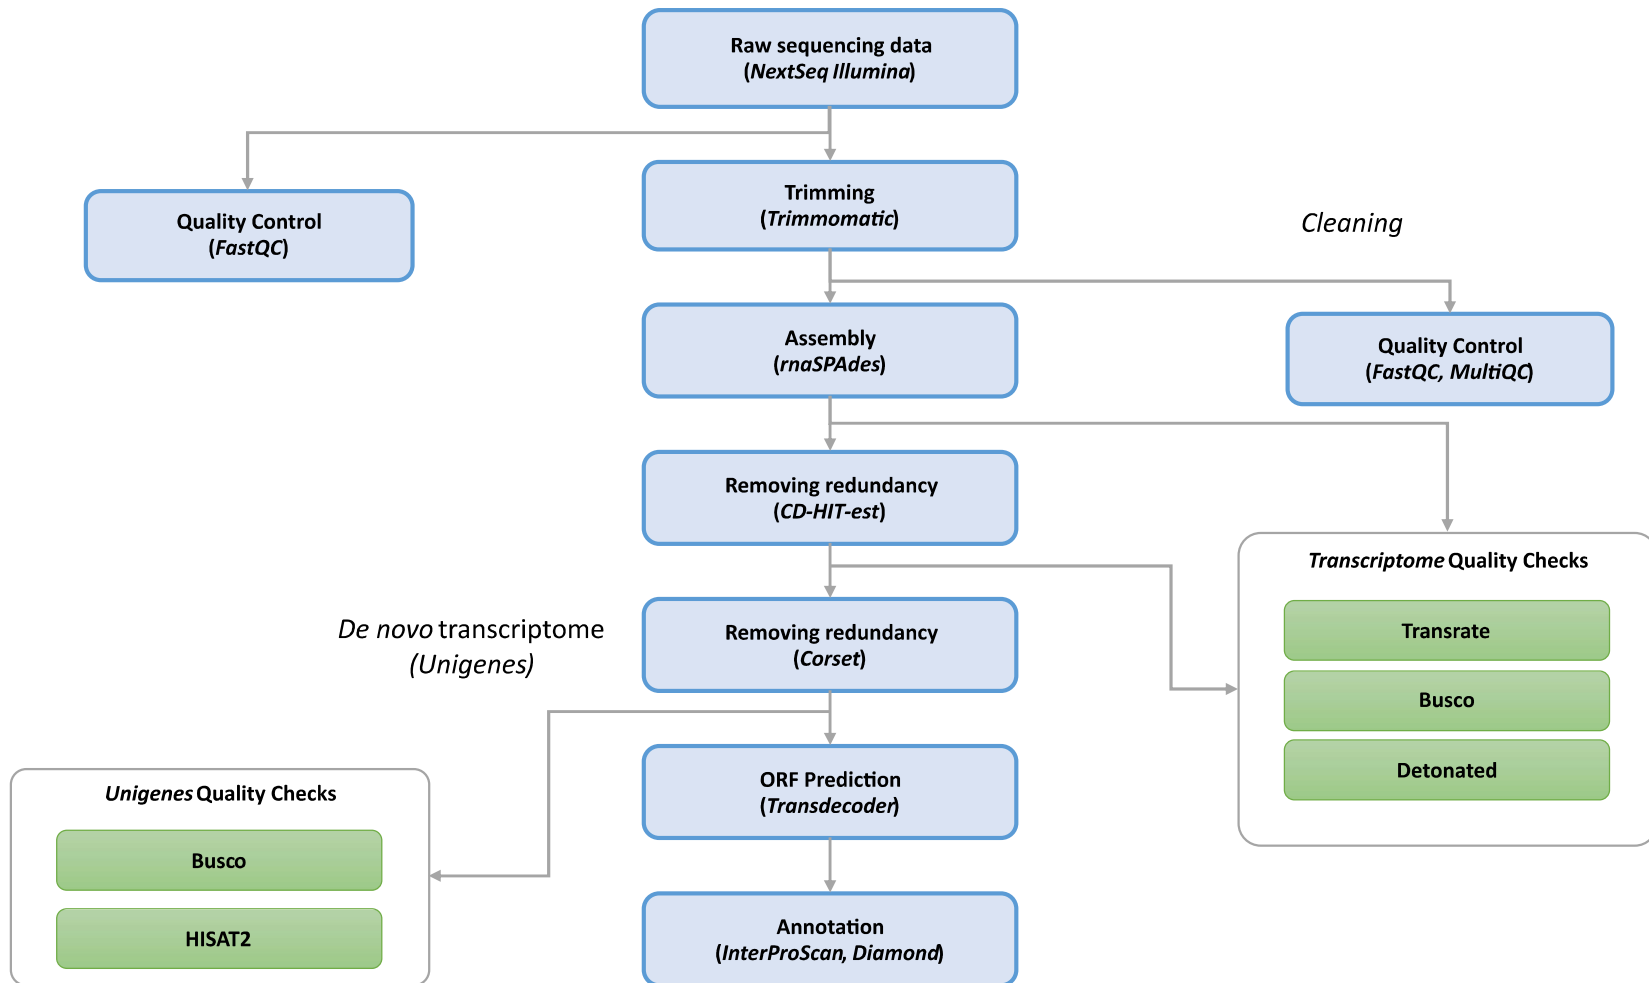 Raw sequencing data
(NextSeq Illumina)
Trimming
(Trimmomatic)
Quality Control
(FastQC)
Cleaning
Assembly
(rnaSPAdes)
Quality Control
(FastQC, MultiQC)
Removing redundancy
(CD-HIT-est)
Transcriptome Quality Checks
Transrate
Busco
Detonated
De novo transcriptome
(Unigenes)
Removing redundancy
(Corset)
ORF Prediction
(Transdecoder)
Unigenes Quality Checks
Busco
HISAT2
Annotation
(InterProScan, Diamond)